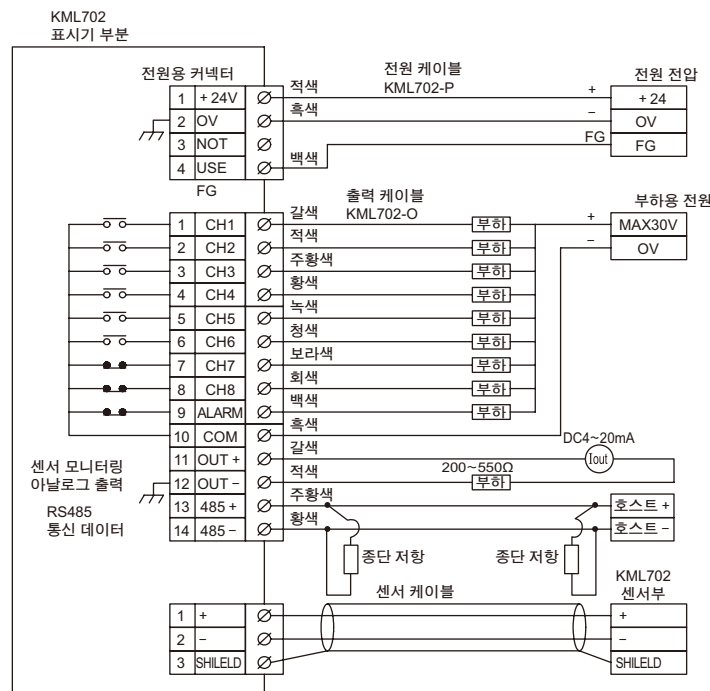 KML702
표시기 부분
전원용 커넥터
전원 케이블
KML702-P
전원 전압
1 +24V 적색 + +24
2 OV 흑색 − OV
3 NOT FG FG
4 USE 백색
FG
출력 케이블
KML702-O
부하용 전원
1 CH1 갈색 부하 + MAX30V
2 CH2 적색 부하 − OV
3 CH3 주황색 부하
4 CH4 황색 부하
5 CH5 녹색 부하
6 CH6 청색 부하
7 CH7 보라색 부하
8 CH8 회색 부하
9 ALARM 백색 부하
10 COM 흑색
DC4~20mA
11 OUT+ 갈색 Iout
센서 모니터링
아날로그 출력
200~550Ω
12 OUT− 적색 부하
RS485
통신 데이터
13 485+ 주황색 호스트+
14 485− 황색 호스트−
종단 저항 종단 저항
센서 케이블
KML702
센서부
1 + +
2 − −
3 SHILELD SHILELD